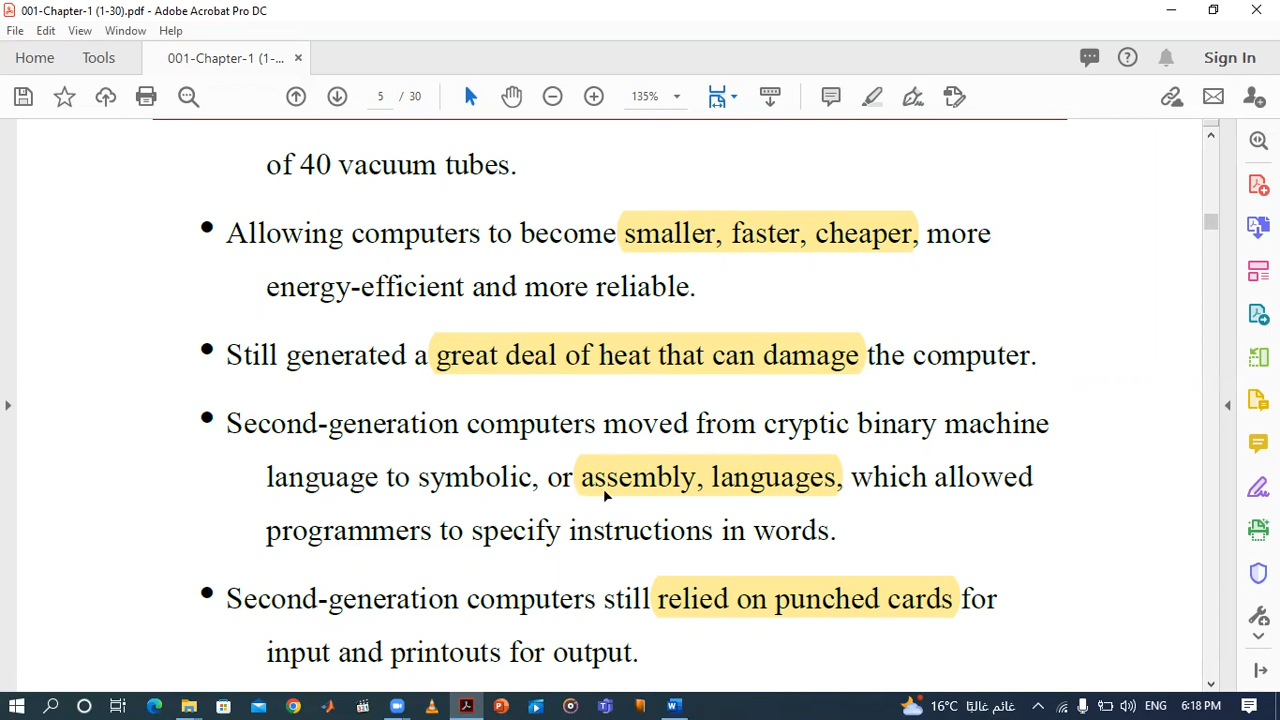 001-Chapter-1 (1-30).pdf - Adobe Acrobat Pro DC
File Edit View Window Help
Home Tools 001-Chapter-1 (1-... × Sign In
5 / 30 135%
of 40 vacuum tubes.
• Allowing computers to become smaller, faster, cheaper, more
energy-efficient and more reliable.
• Still generated a great deal of heat that can damage the computer.
• Second-generation computers moved from cryptic binary machine
language to symbolic, or assembly, languages, which allowed
programmers to specify instructions in words.
• Second-generation computers still relied on punched cards for
input and printouts for output.
16°C غائم غالبًا ENG 6:18 PM